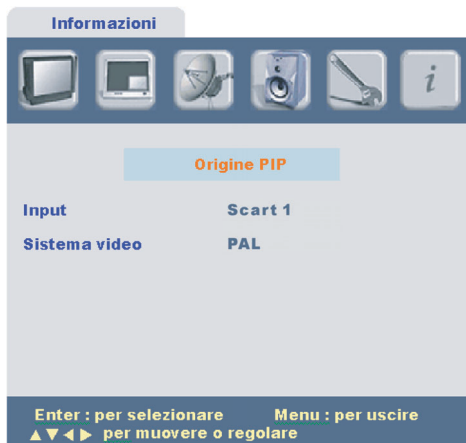 Informazioni
i
Origine PIP
Input Scart 1
Sistema video PAL
Enter : per selezionare Menu : per uscire
▲▼◀▶ per muovere o regolare